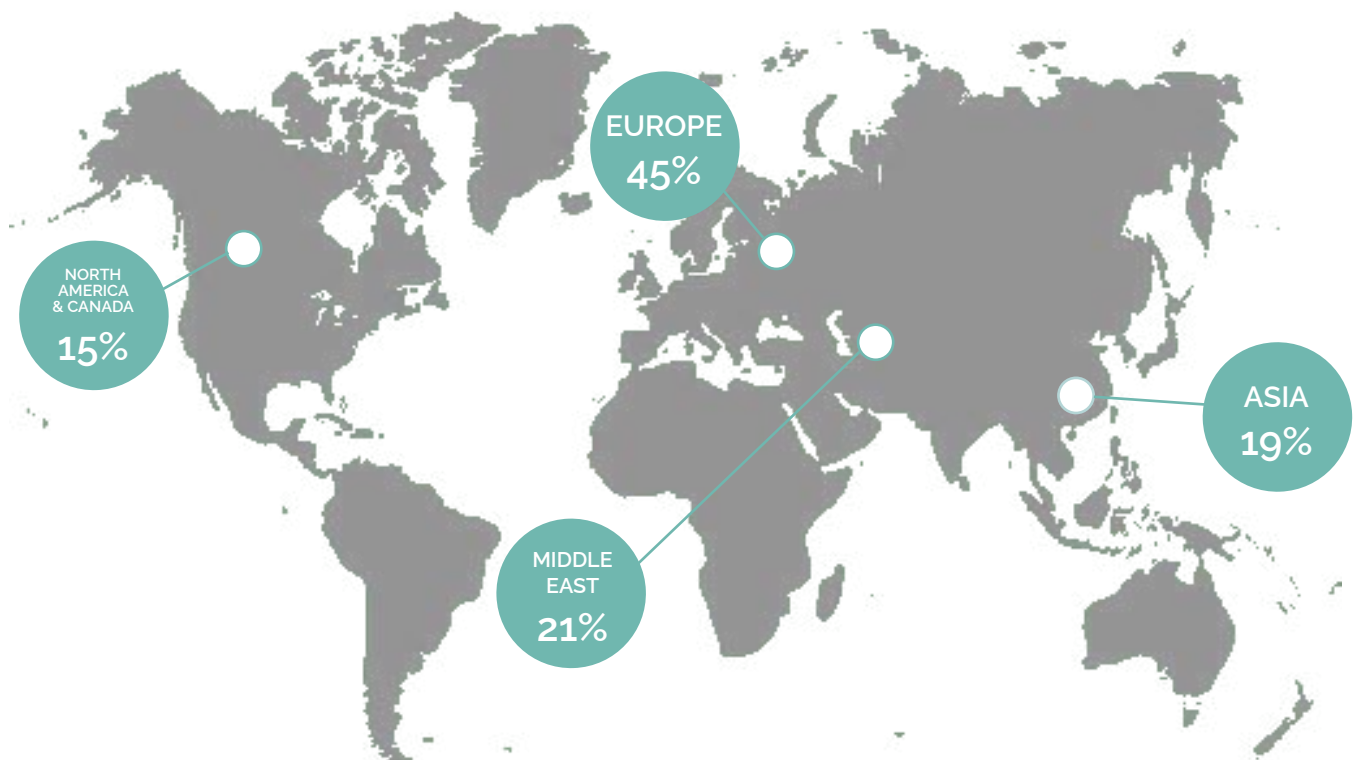 EUROPE
45%
NORTH
AMERICA
& CANADA
15%
ASIA
19%
MIDDLE
EAST
21%